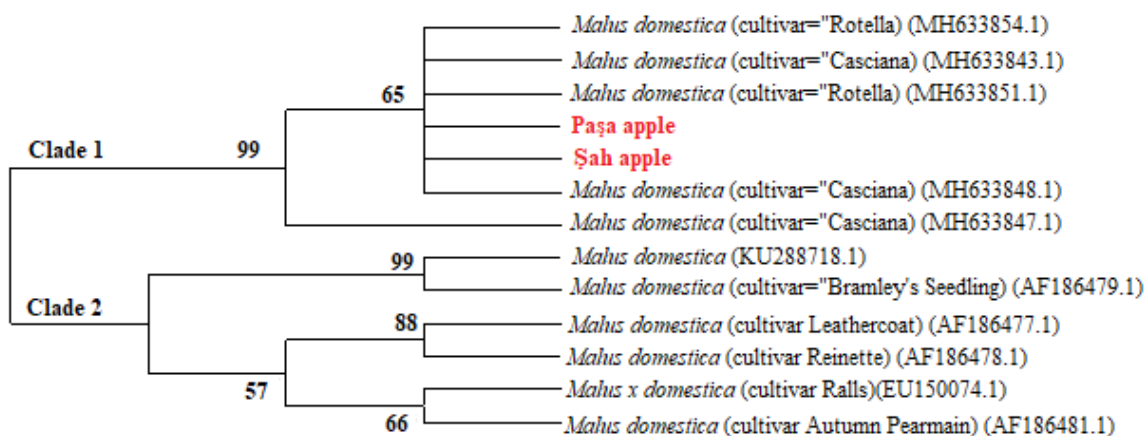 Malus domestica (cultivar="Rotella) (MH633854.1)
Malus domestica (cultivar="Casciana) (MH633843.1)
65
Malus domestica (cultivar="Rotella) (MH633851.1)
Paşa apple
Clade 1
99
Şah apple
Malus domestica (cultivar="Casciana) (MH633848.1)
Malus domestica (cultivar="Casciana) (MH633847.1)
99
Malus domestica (KU288718.1)
Malus domestica (cultivar="Bramley's Seedling) (AF186479.1)
Clade 2
88
Malus domestica (cultivar Leathercoat) (AF186477.1)
Malus domestica (cultivar Reinette) (AF186478.1)
57
Malus x domestica (cultivar Ralls)(EU150074.1)
66
Malus domestica (cultivar Autumn Pearmain) (AF186481.1)